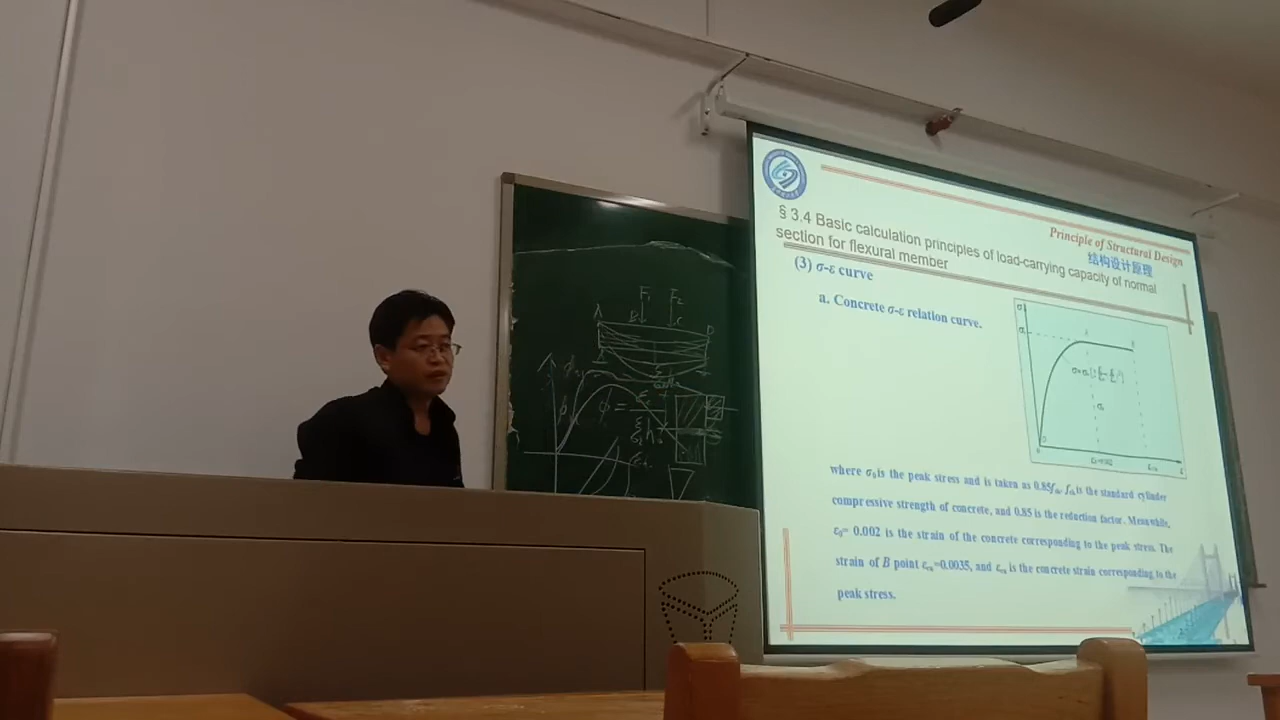 Principle of Structural Design
结构设计原理
§ 3.4 Basic calculation principles of load-carrying capacity of normal
section for flexural member
(3) σ-ε curve
a. Concrete σ-ε relation curve.
where σ₀ is the peak stress and is taken as 0.85f is the standard cylinder
compressive strength of concrete, and 0.85 is the reduction factor. Meanwhile,
ε₀= 0.002 is the strain of the concrete corresponding to the peak stress. The
strain of B point εcu=0.0035, and εcu is the concrete strain corresponding to the
peak stress.
F₁ F₂
A B C D
ϕ =